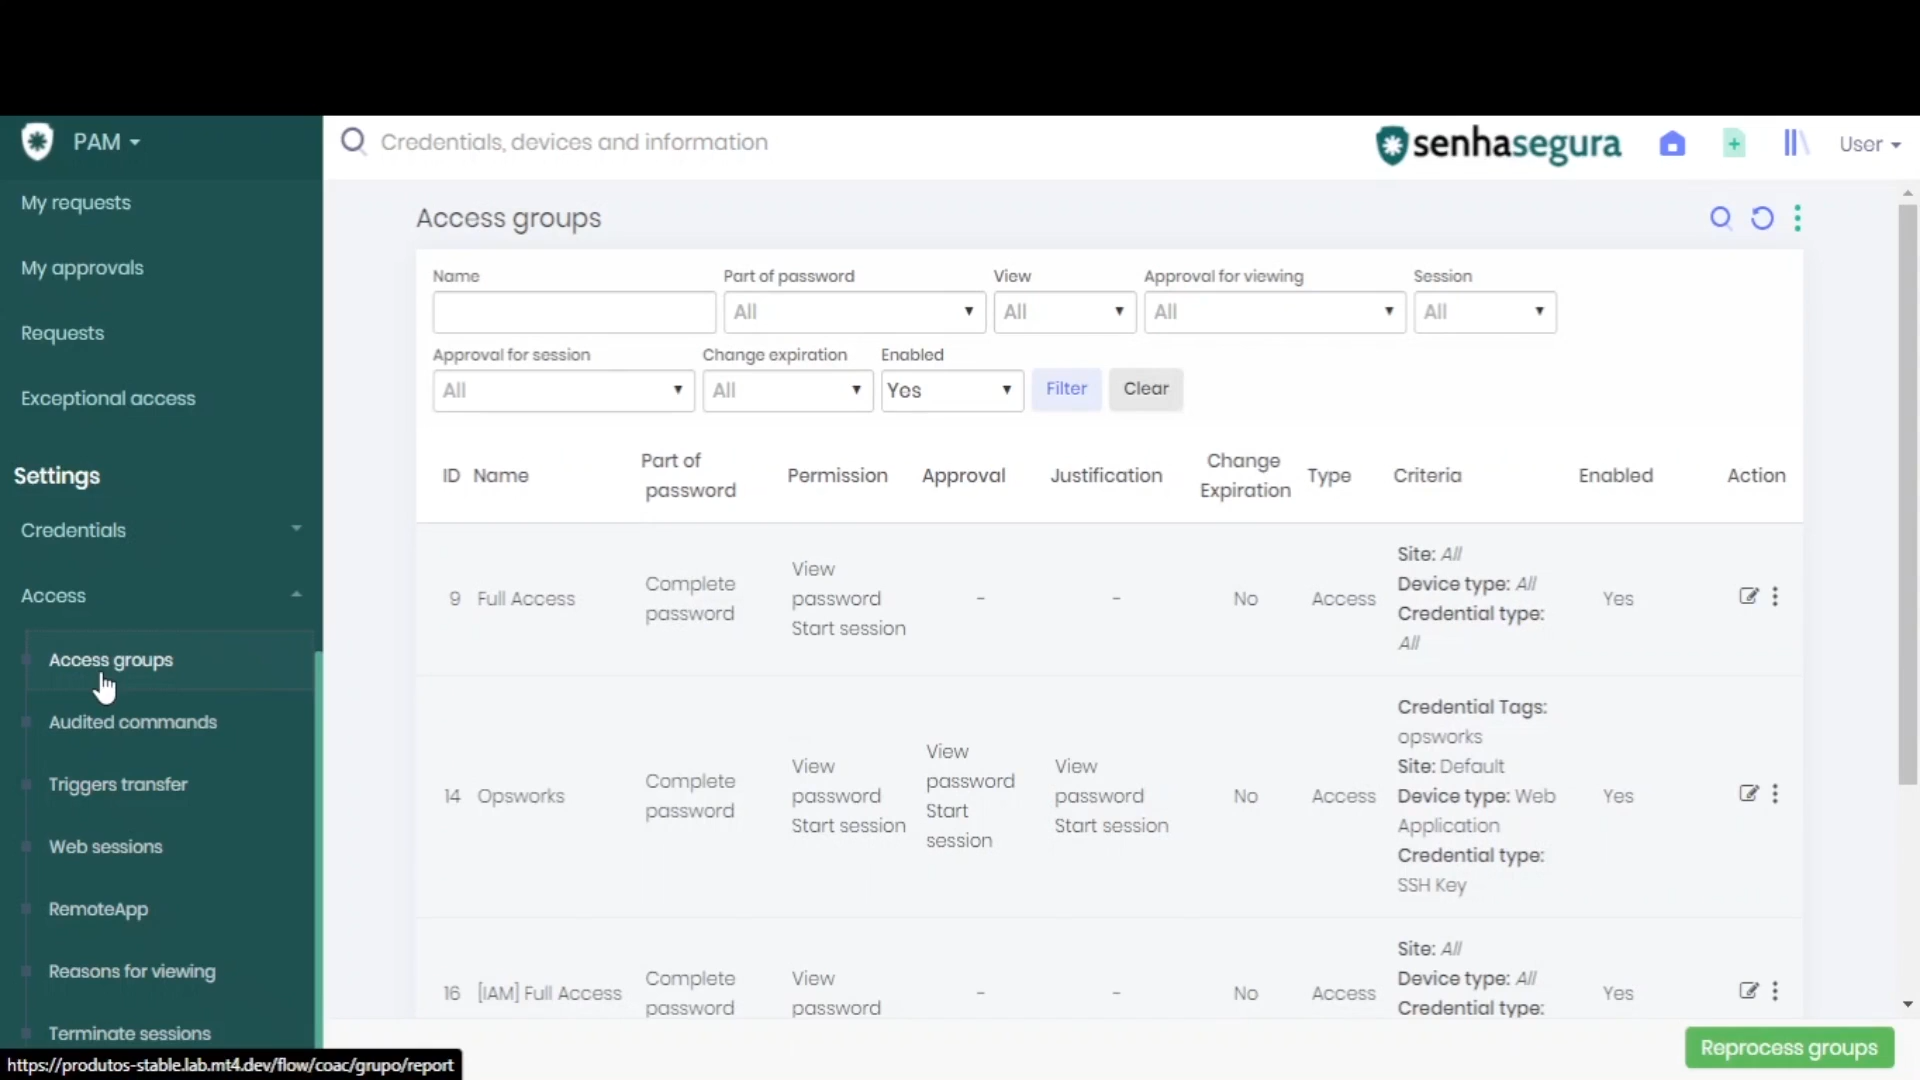 PAM
Credentials, devices and information
senhasegura
User
My requests
My approvals
Requests
Exceptional access
Settings
Credentials
Access
Access groups
Audited commands
Triggers transfer
Web sessions
RemoteApp
Reasons for viewing
Terminate sessions
Access groups
Name
Part of password
View
Approval for viewing
Session
All
All
All
All
Approval for session
Change expiration
Enabled
All
All
Yes
Filter
Clear
ID
Name
Part of
password
Permission
Approval
Justification
Change
Expiration
Type
Criteria
Enabled
Action
9
Full Access
Complete
password
View
password
Start session
-
-
No
Access
Site: All
Device type: All
Credential type:
All
Yes
14
Opsworks
Complete
password
View
password
Start session
View
password
Start
session
View
password
Start session
No
Access
Credential Tags:
opsworks
Site: Default
Device type: Web
Application
Credential type:
SSH Key
Yes
16
[IAM] Full Access
Complete
password
View
password
-
-
No
Access
Site: All
Device type: All
Credential type:
Yes
Reprocess groups
https://produtos-stable.lab.mt4.dev/flow/coac/grupo/report